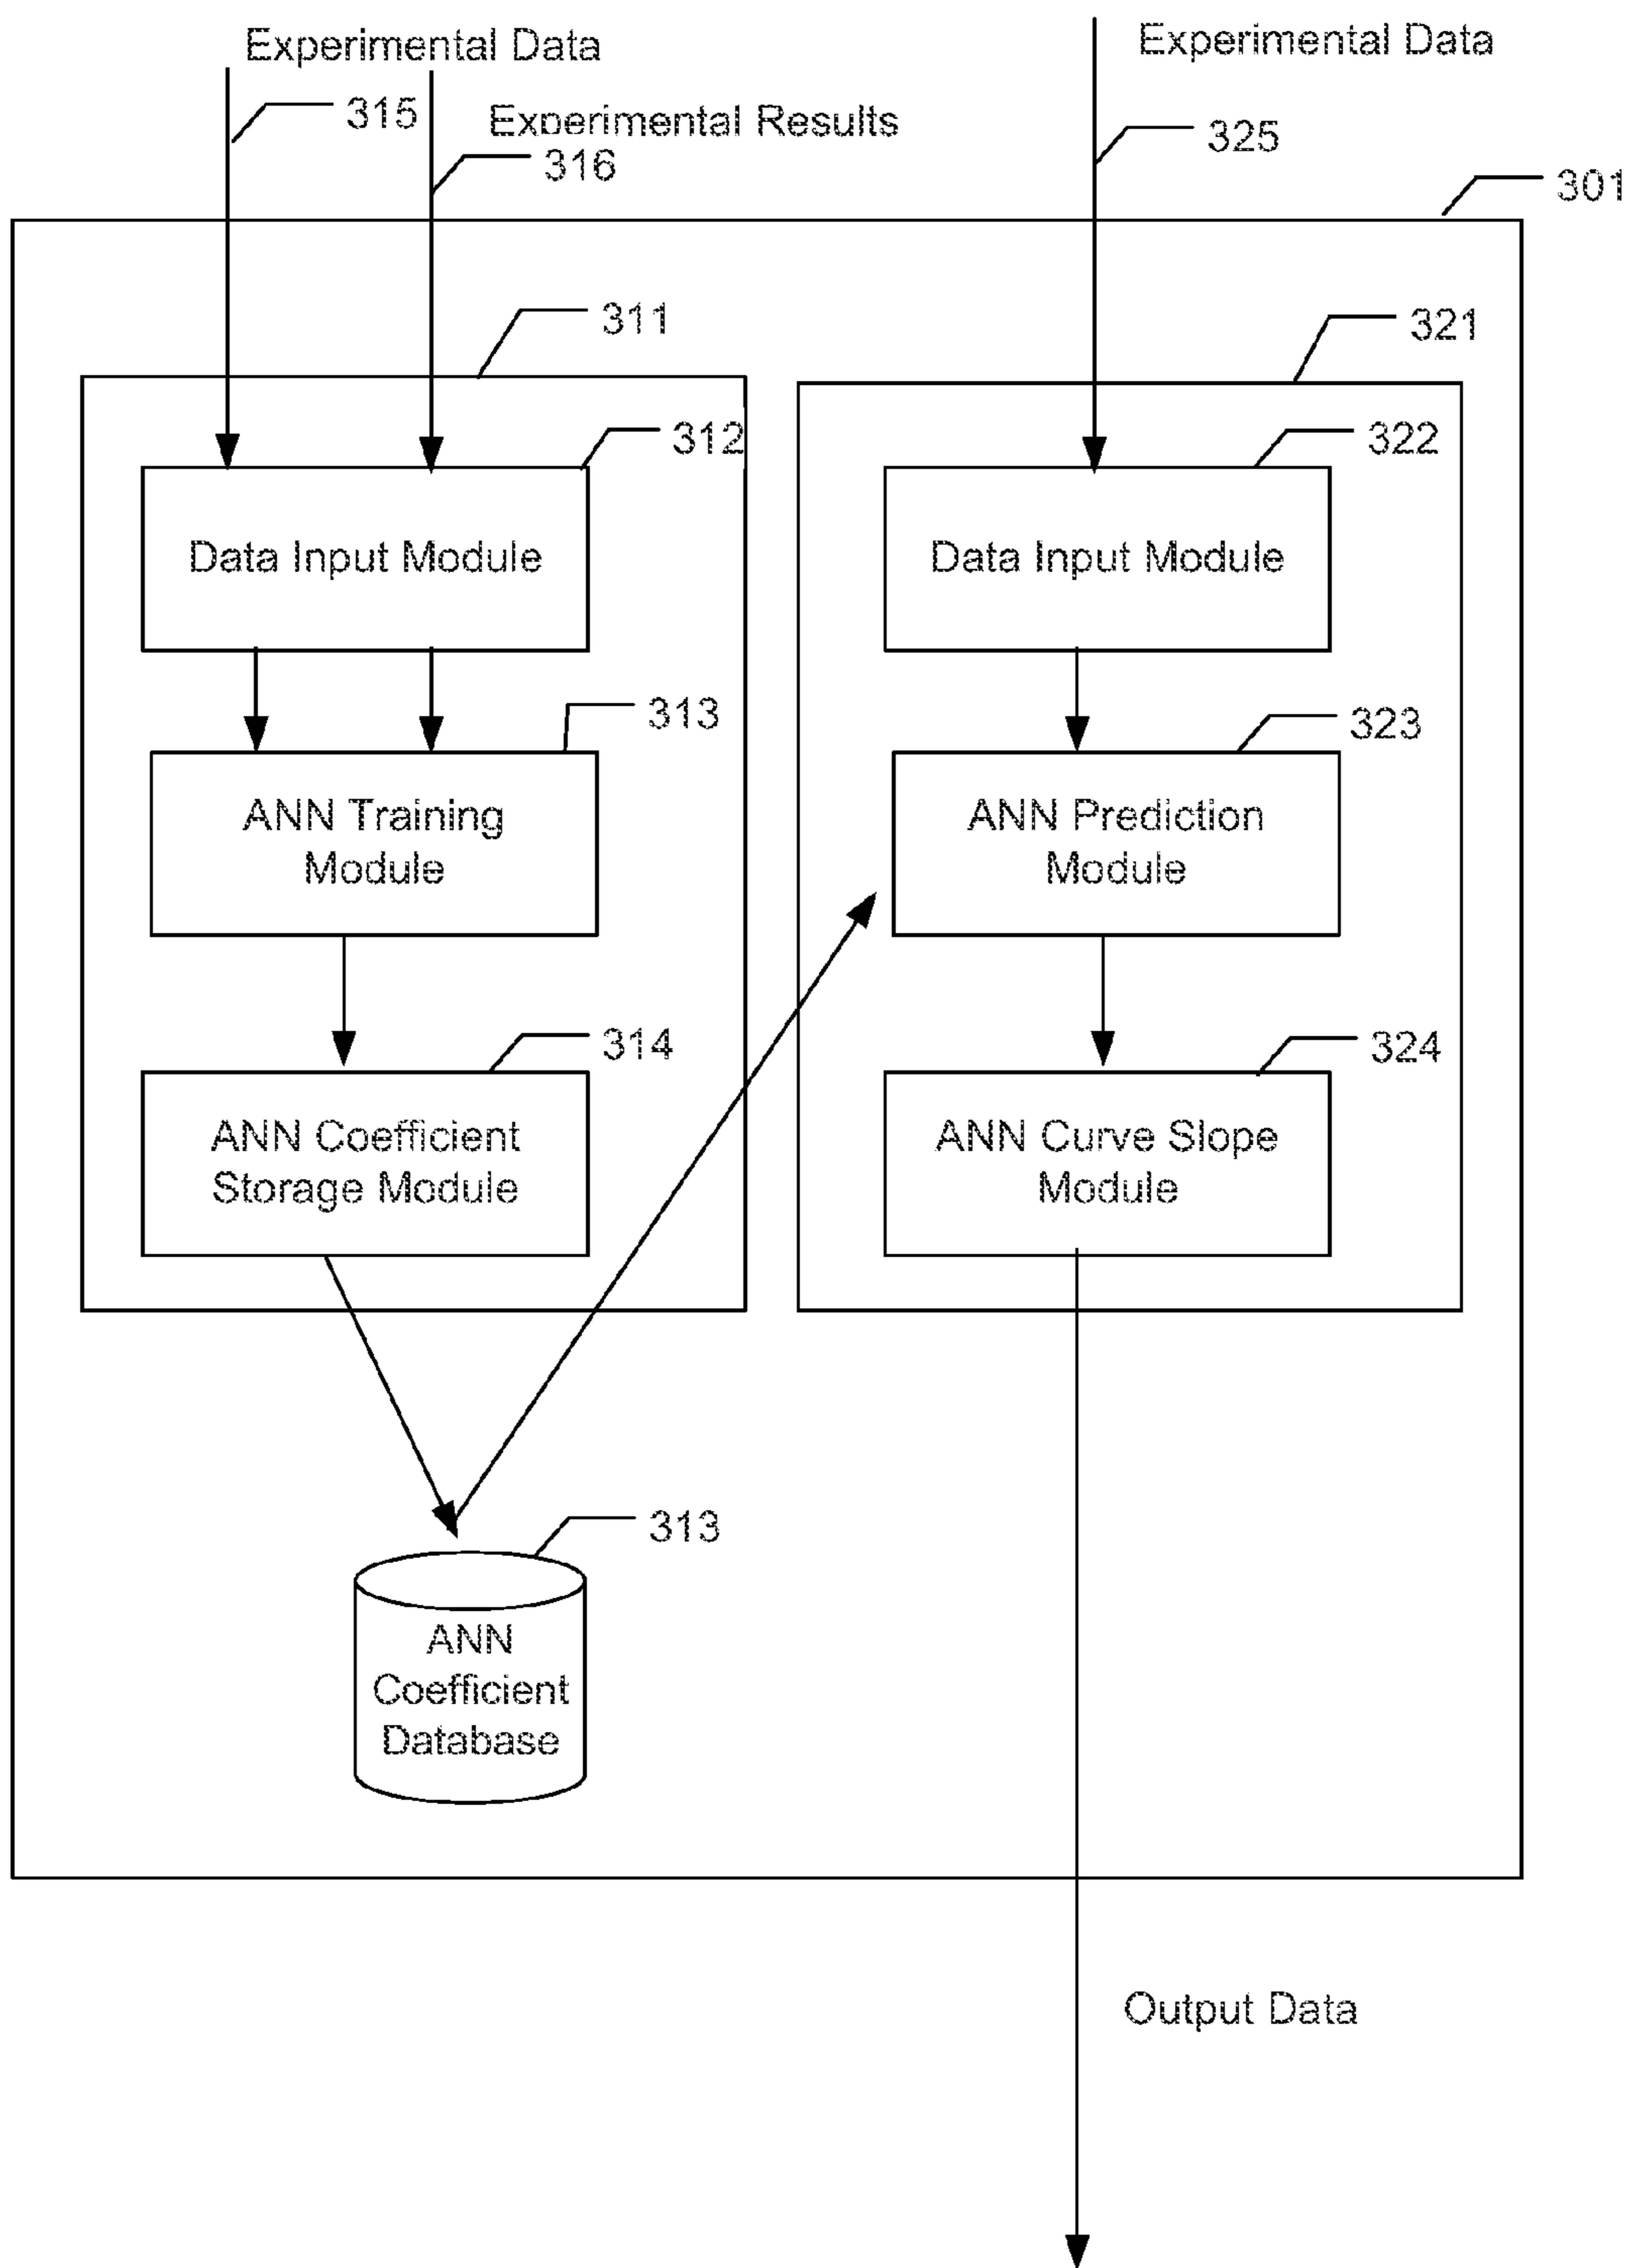 Experimental Data
Experimental Data
315
Experimental Results
316
325
301
311
321
312
322
Data Input Module
Data Input Module
313
323
ANN Training
Module
ANN Prediction
Module
314
324
ANN Coefficient
Storage Module
ANN Curve Slope
Module
313
ANN
Coefficient
Database
Output Data